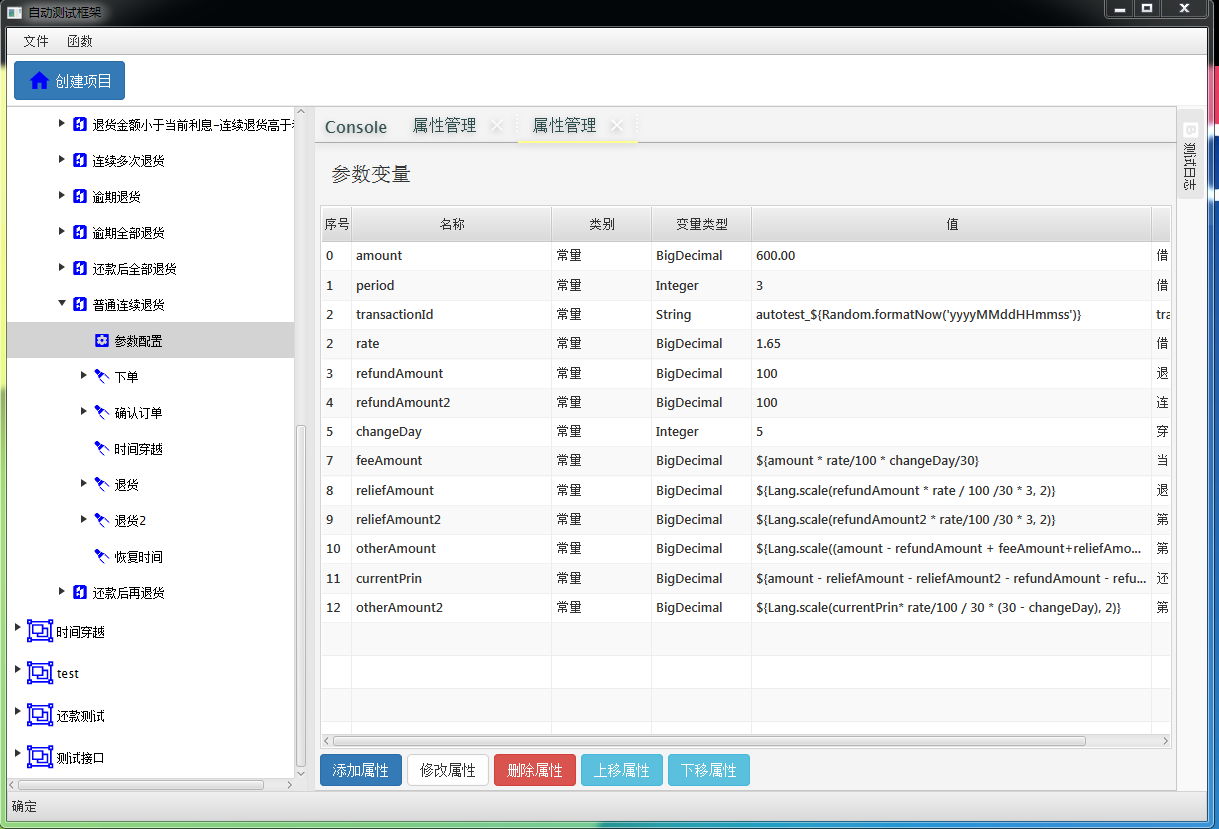 自动测试框架
文件 函数
创建项目
退货金额小于当前利息-连续退货高于
连续多次退货
逾期退货
逾期全部退货
还款后全部退货
普通连续退货
参数配置
下单
确认订单
时间穿越
退货
退货2
恢复时间
还款后再退货
时间穿越
test
还款测试
测试接口
Console 属性管理 属性管理
参数变量
序号 名称 类别 变量类型 值
0 amount 常量 BigDecimal 600.00 借
1 period 常量 Integer 3 借
2 transactionId 常量 String autotest_${Random.formatNow('yyyyMMddHHmmss')} tra
2 rate 常量 BigDecimal 1.65 借
3 refundAmount 常量 BigDecimal 100 退
4 refundAmount2 常量 BigDecimal 100 连
5 changeDay 常量 Integer 5 穿
7 feeAmount 常量 BigDecimal ${amount * rate/100 * changeDay/30} 当
8 reliefAmount 常量 BigDecimal ${Lang.scale(refundAmount * rate / 100 /30 * 3, 2)} 退
9 reliefAmount2 常量 BigDecimal ${Lang.scale(refundAmount2 * rate/100 /30 * 3, 2)} 第
10 otherAmount 常量 BigDecimal ${Lang.scale((amount - refundAmount + feeAmount+reliefAmo... 第
11 currentPrin 常量 BigDecimal ${amount - reliefAmount - reliefAmount2 - refundAmount - refu... 还
12 otherAmount2 常量 BigDecimal ${Lang.scale(currentPrin* rate/100 / 30 * (30 - changeDay), 2)} 第
添加属性 修改属性 删除属性 上移属性 下移属性
测试日志
确定